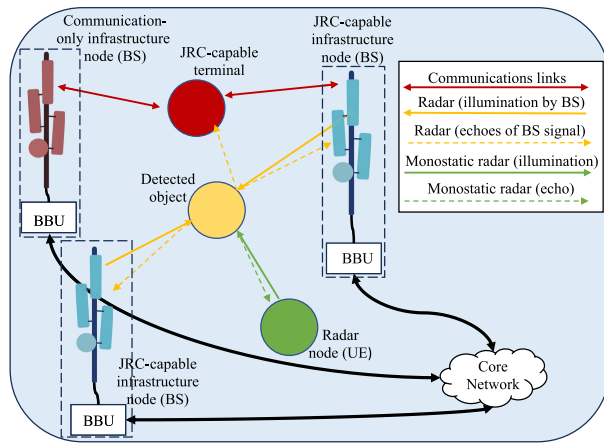 Communication-
only infrastructure
node (BS)
JRC-capable
terminal
JRC-capable
infrastructure
node (BS)
Communications links
Radar (illumination by BS)
Radar (echoes of BS signal)
Monostatic radar (illumination)
Monostatic radar (echo)
Detected
object
BBU
BBU
Radar
node (UE)
JRC-capable
infrastructure
node (BS)
Core
Network
BBU